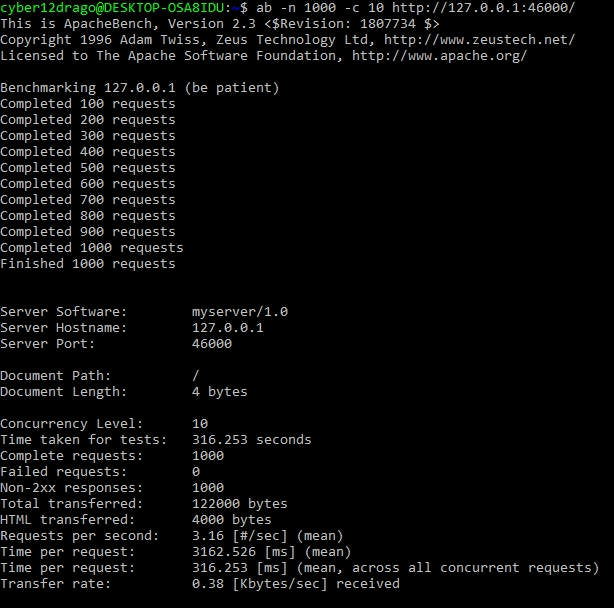 cyber12drago@DESKTOP-OSA8IDU:~$ ab -n 1000 -c 10 http://127.0.0.1:46000/
This is ApacheBench, Version 2.3 <$Revision: 1807734 $>
Copyright 1996 Adam Twiss, Zeus Technology Ltd, http://www.zeustech.net/
Licensed to The Apache Software Foundation, http://www.apache.org/

Benchmarking 127.0.0.1 (be patient)
Completed 100 requests
Completed 200 requests
Completed 300 requests
Completed 400 requests
Completed 500 requests
Completed 600 requests
Completed 700 requests
Completed 800 requests
Completed 900 requests
Completed 1000 requests
Finished 1000 requests

Server Software:        myserver/1.0
Server Hostname:        127.0.0.1
Server Port:            46000

Document Path:          /
Document Length:        4 bytes

Concurrency Level:      10
Time taken for tests:   316.253 seconds
Complete requests:      1000
Failed requests:        0
Non-2xx responses:      1000
Total transferred:      122000 bytes
HTML transferred:       4000 bytes
Requests per second:    3.16 [#/sec] (mean)
Time per request:       3162.526 [ms] (mean)
Time per request:       316.253 [ms] (mean, across all concurrent requests)
Transfer rate:          0.38 [Kbytes/sec] received